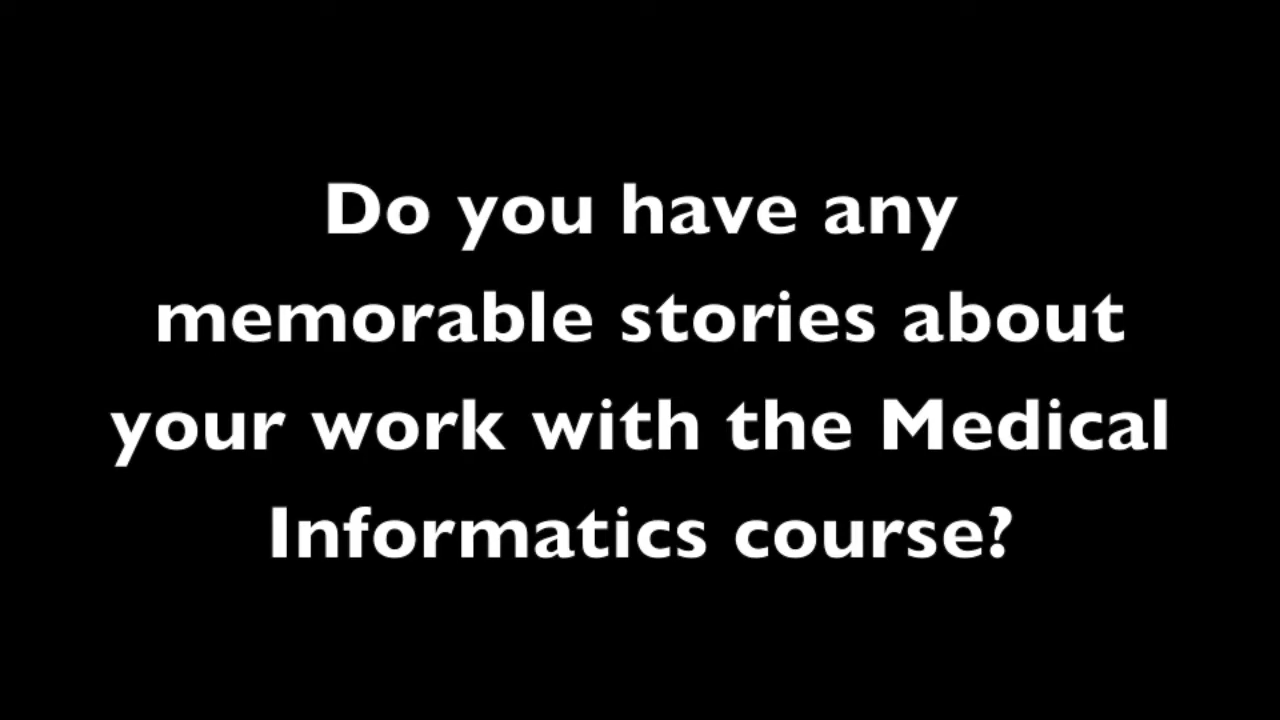 Do you have any
memorable stories about
your work with the Medical
Informatics course?